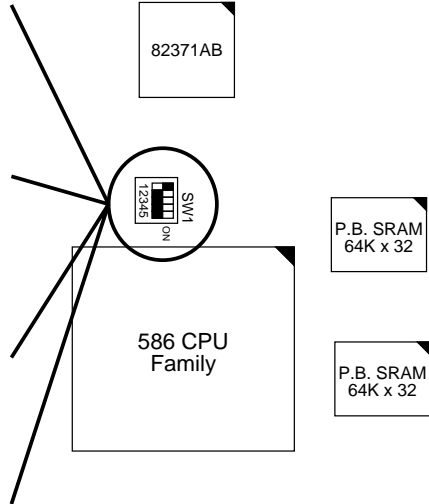 82371AB
SW1
12345
ON
P.B. SRAM
64K x 32
586 CPU
Family
P.B. SRAM
64K x 32